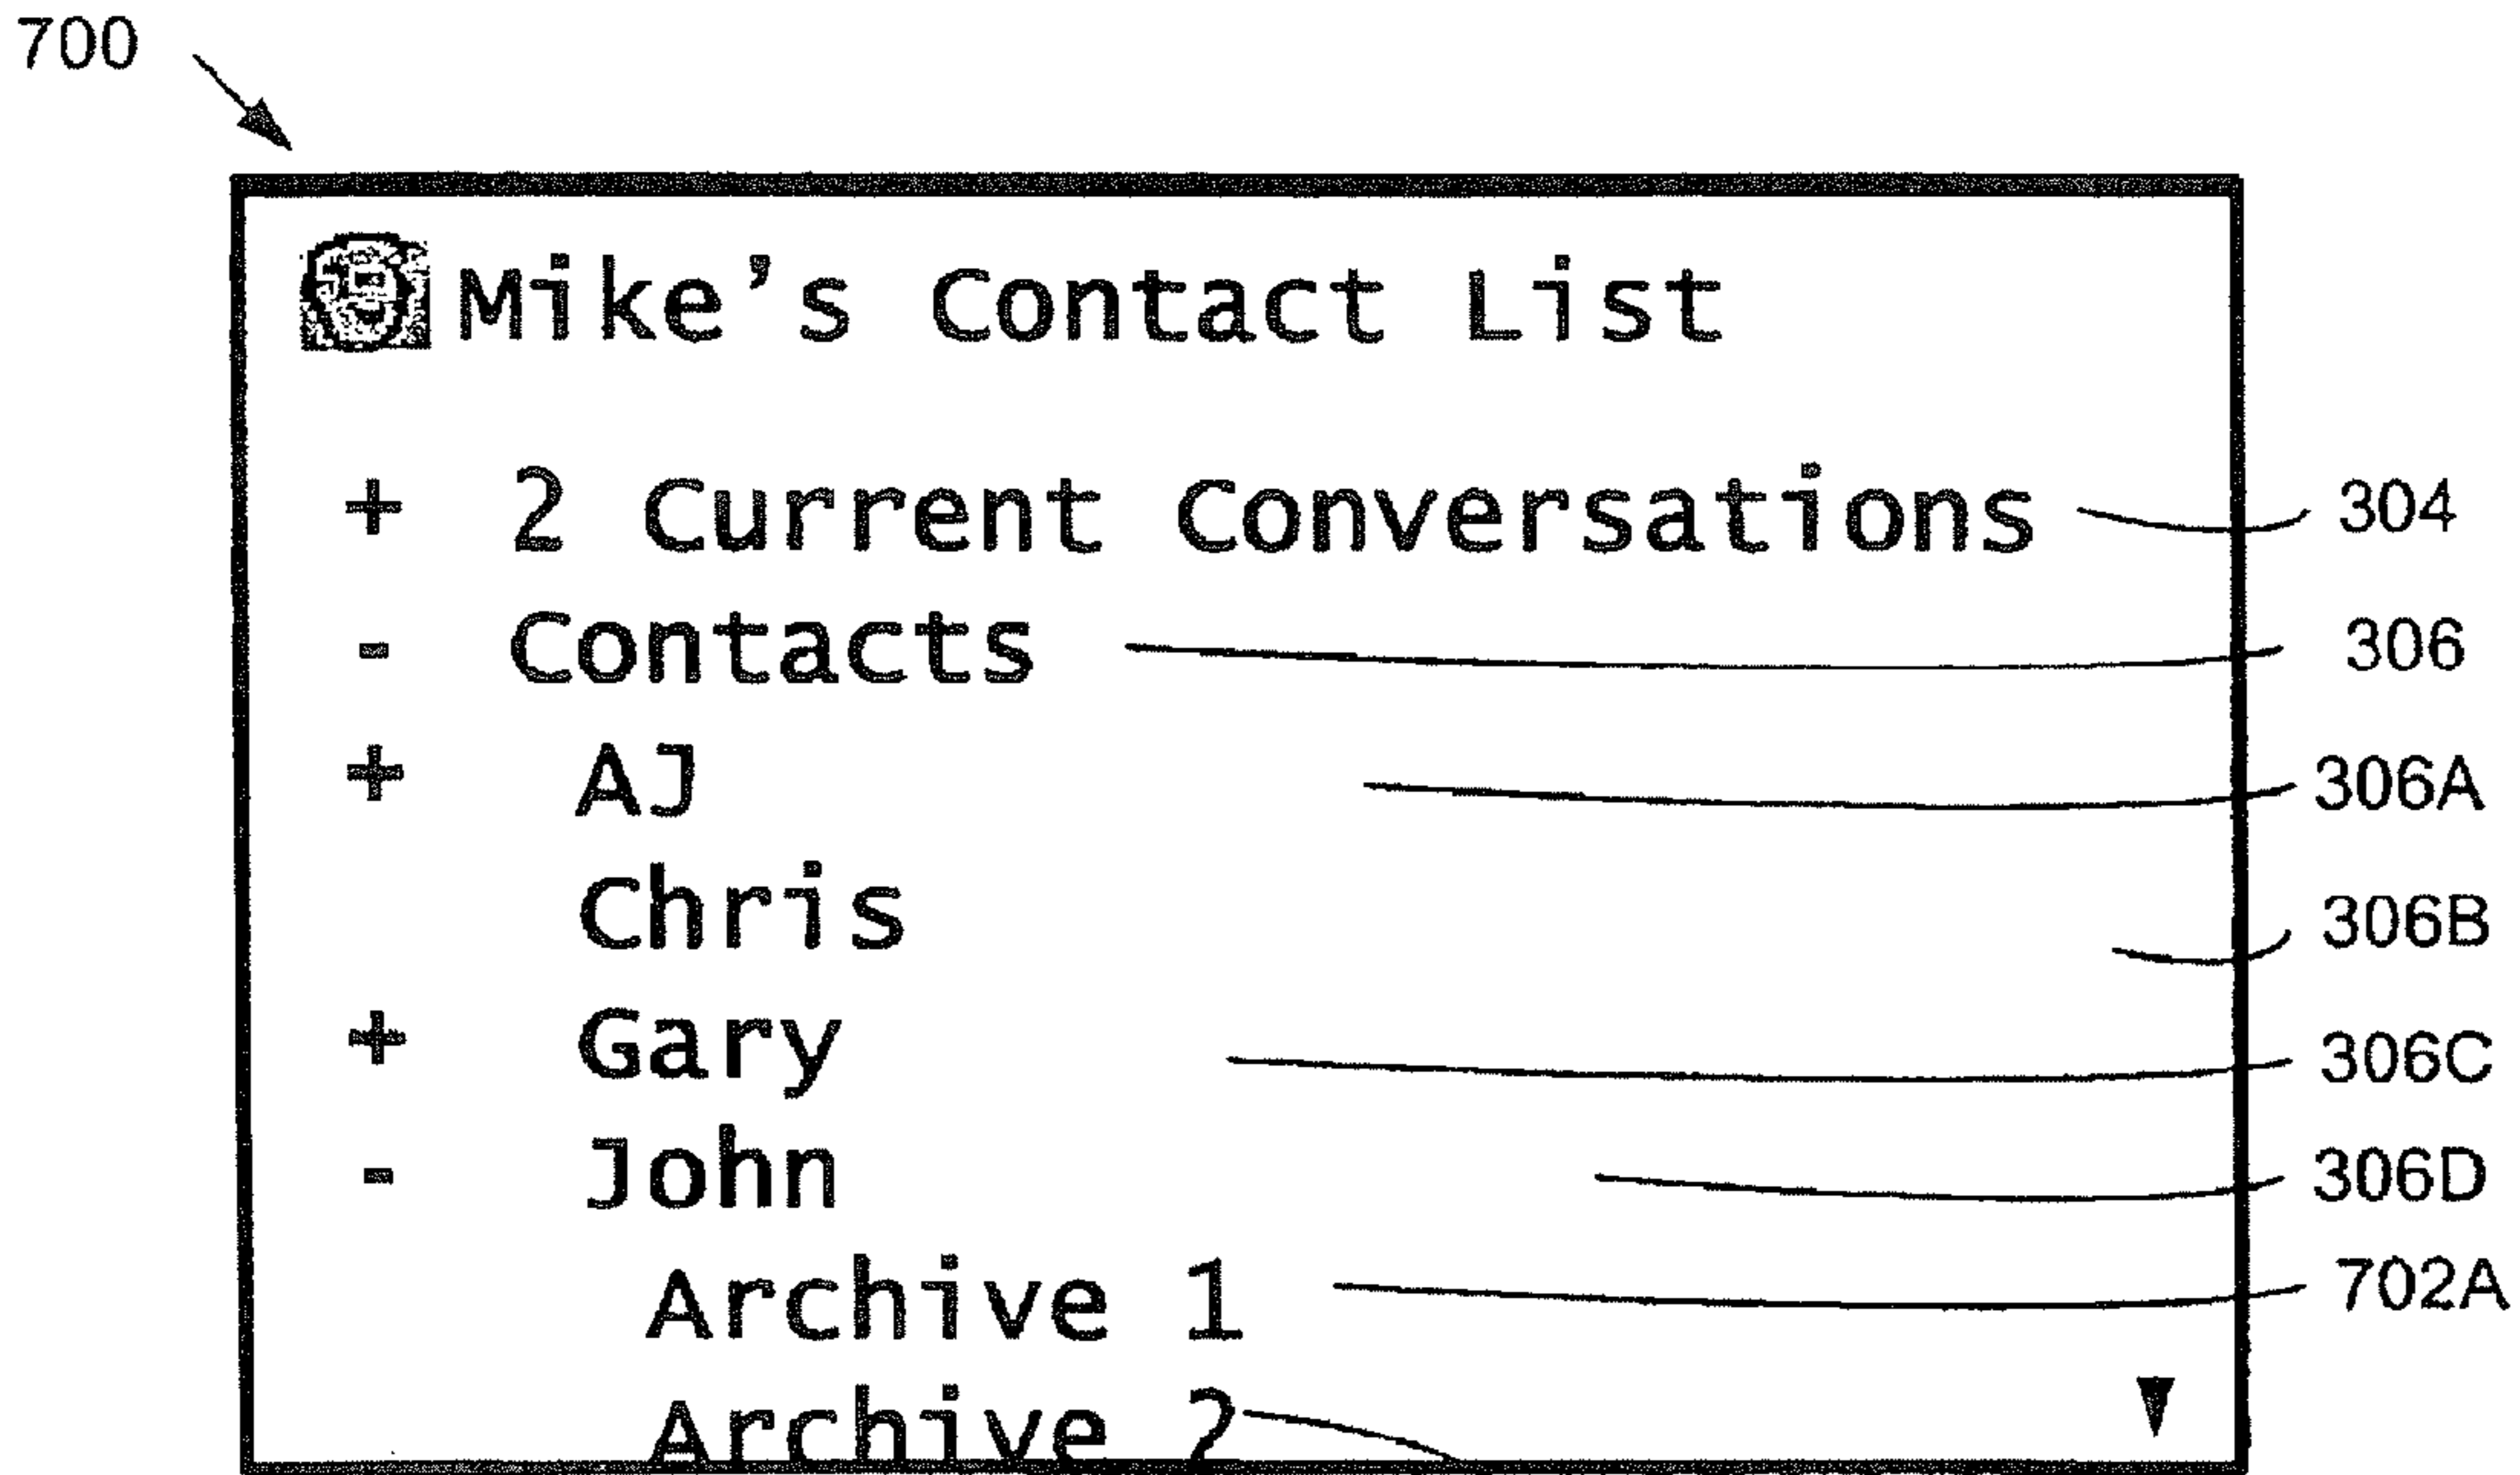 700
Mike's Contact List
+ 2 Current Conversations 304
- Contacts 306
+ AJ 306A
Chris 306B
+ Gary 306C
- John 306D
Archive 1 702A
Archive 2